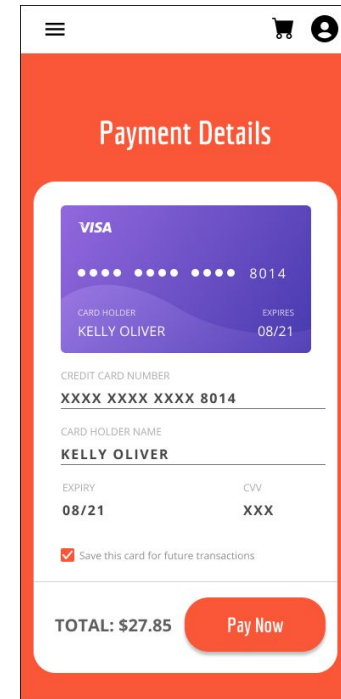 Payment Details
VISA
●●●● ●●●● ●●●● 8014
CARD HOLDER EXPIRES
KELLY OLIVER 08/21
CREDIT CARD NUMBER
XXXX XXXX XXXX 8014
CARD HOLDER NAME
KELLY OLIVER
EXPIRY CVV
08/21 XXX
Save this card for future transactions
TOTAL: $27.85 Pay Now